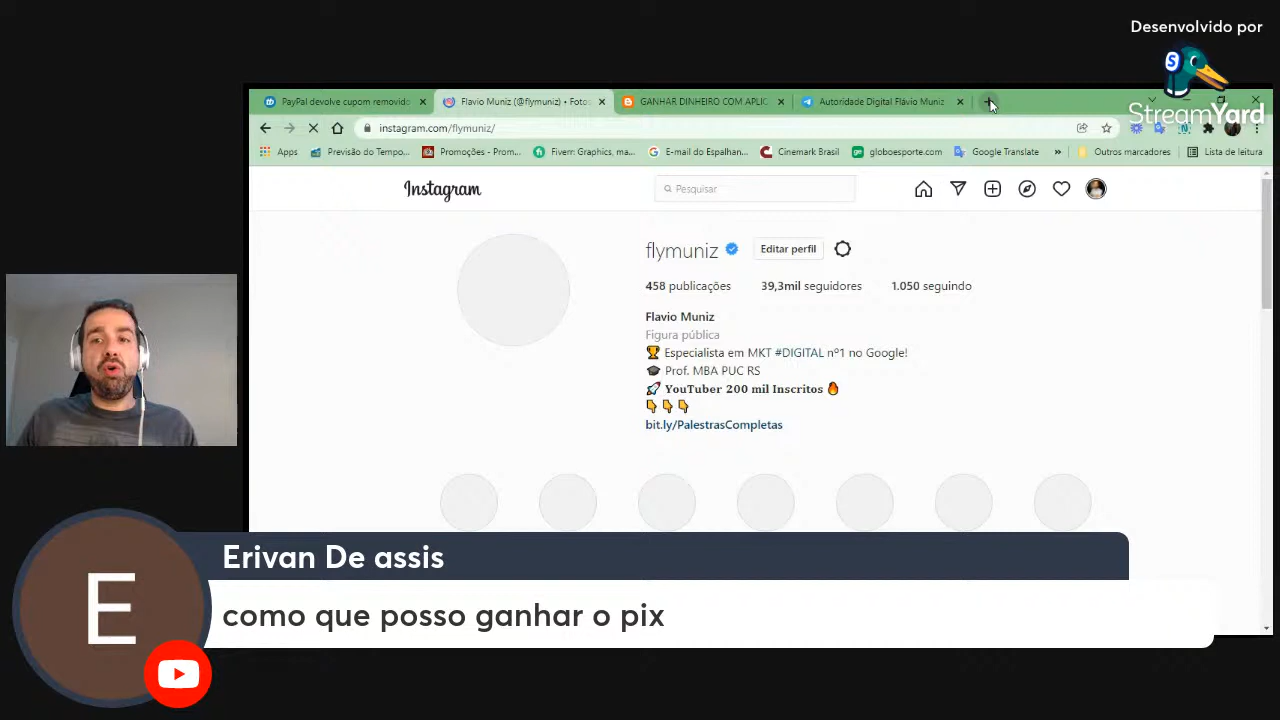 Desenvolvido por
StreamYard
PayPal devolve cupom removido
Flavio Muniz (@flymuniz) • Foto
GANHAR DINHEIRO COM APLIC
Autoridade Digital Flávio Muniz
instagram.com/flymuniz/
Apps
Previsão do Tempo...
Promoções - Prom...
Fivem Graphics, ma...
E-mail do Espalhan...
Cinemark Brasil
globoesporte.com
Google Translate
»
Outros marcadores
Lista de leitura
Instagram
Pesquisar
flymuniz
Editar perfil
458 publicações
39,3mil seguidores
1.050 seguindo
Flavio Muniz
Figura pública
🏆 Especialista em MKT #DIGITAL nº1 no Google!
🎓 Prof. MBA PUC RS
🚀 YouTuber 200 mil Inscritos 🔥
👇👇👇
bit.ly/PalestrasCompletas
E
Erivan De assis
como que posso ganhar o pix